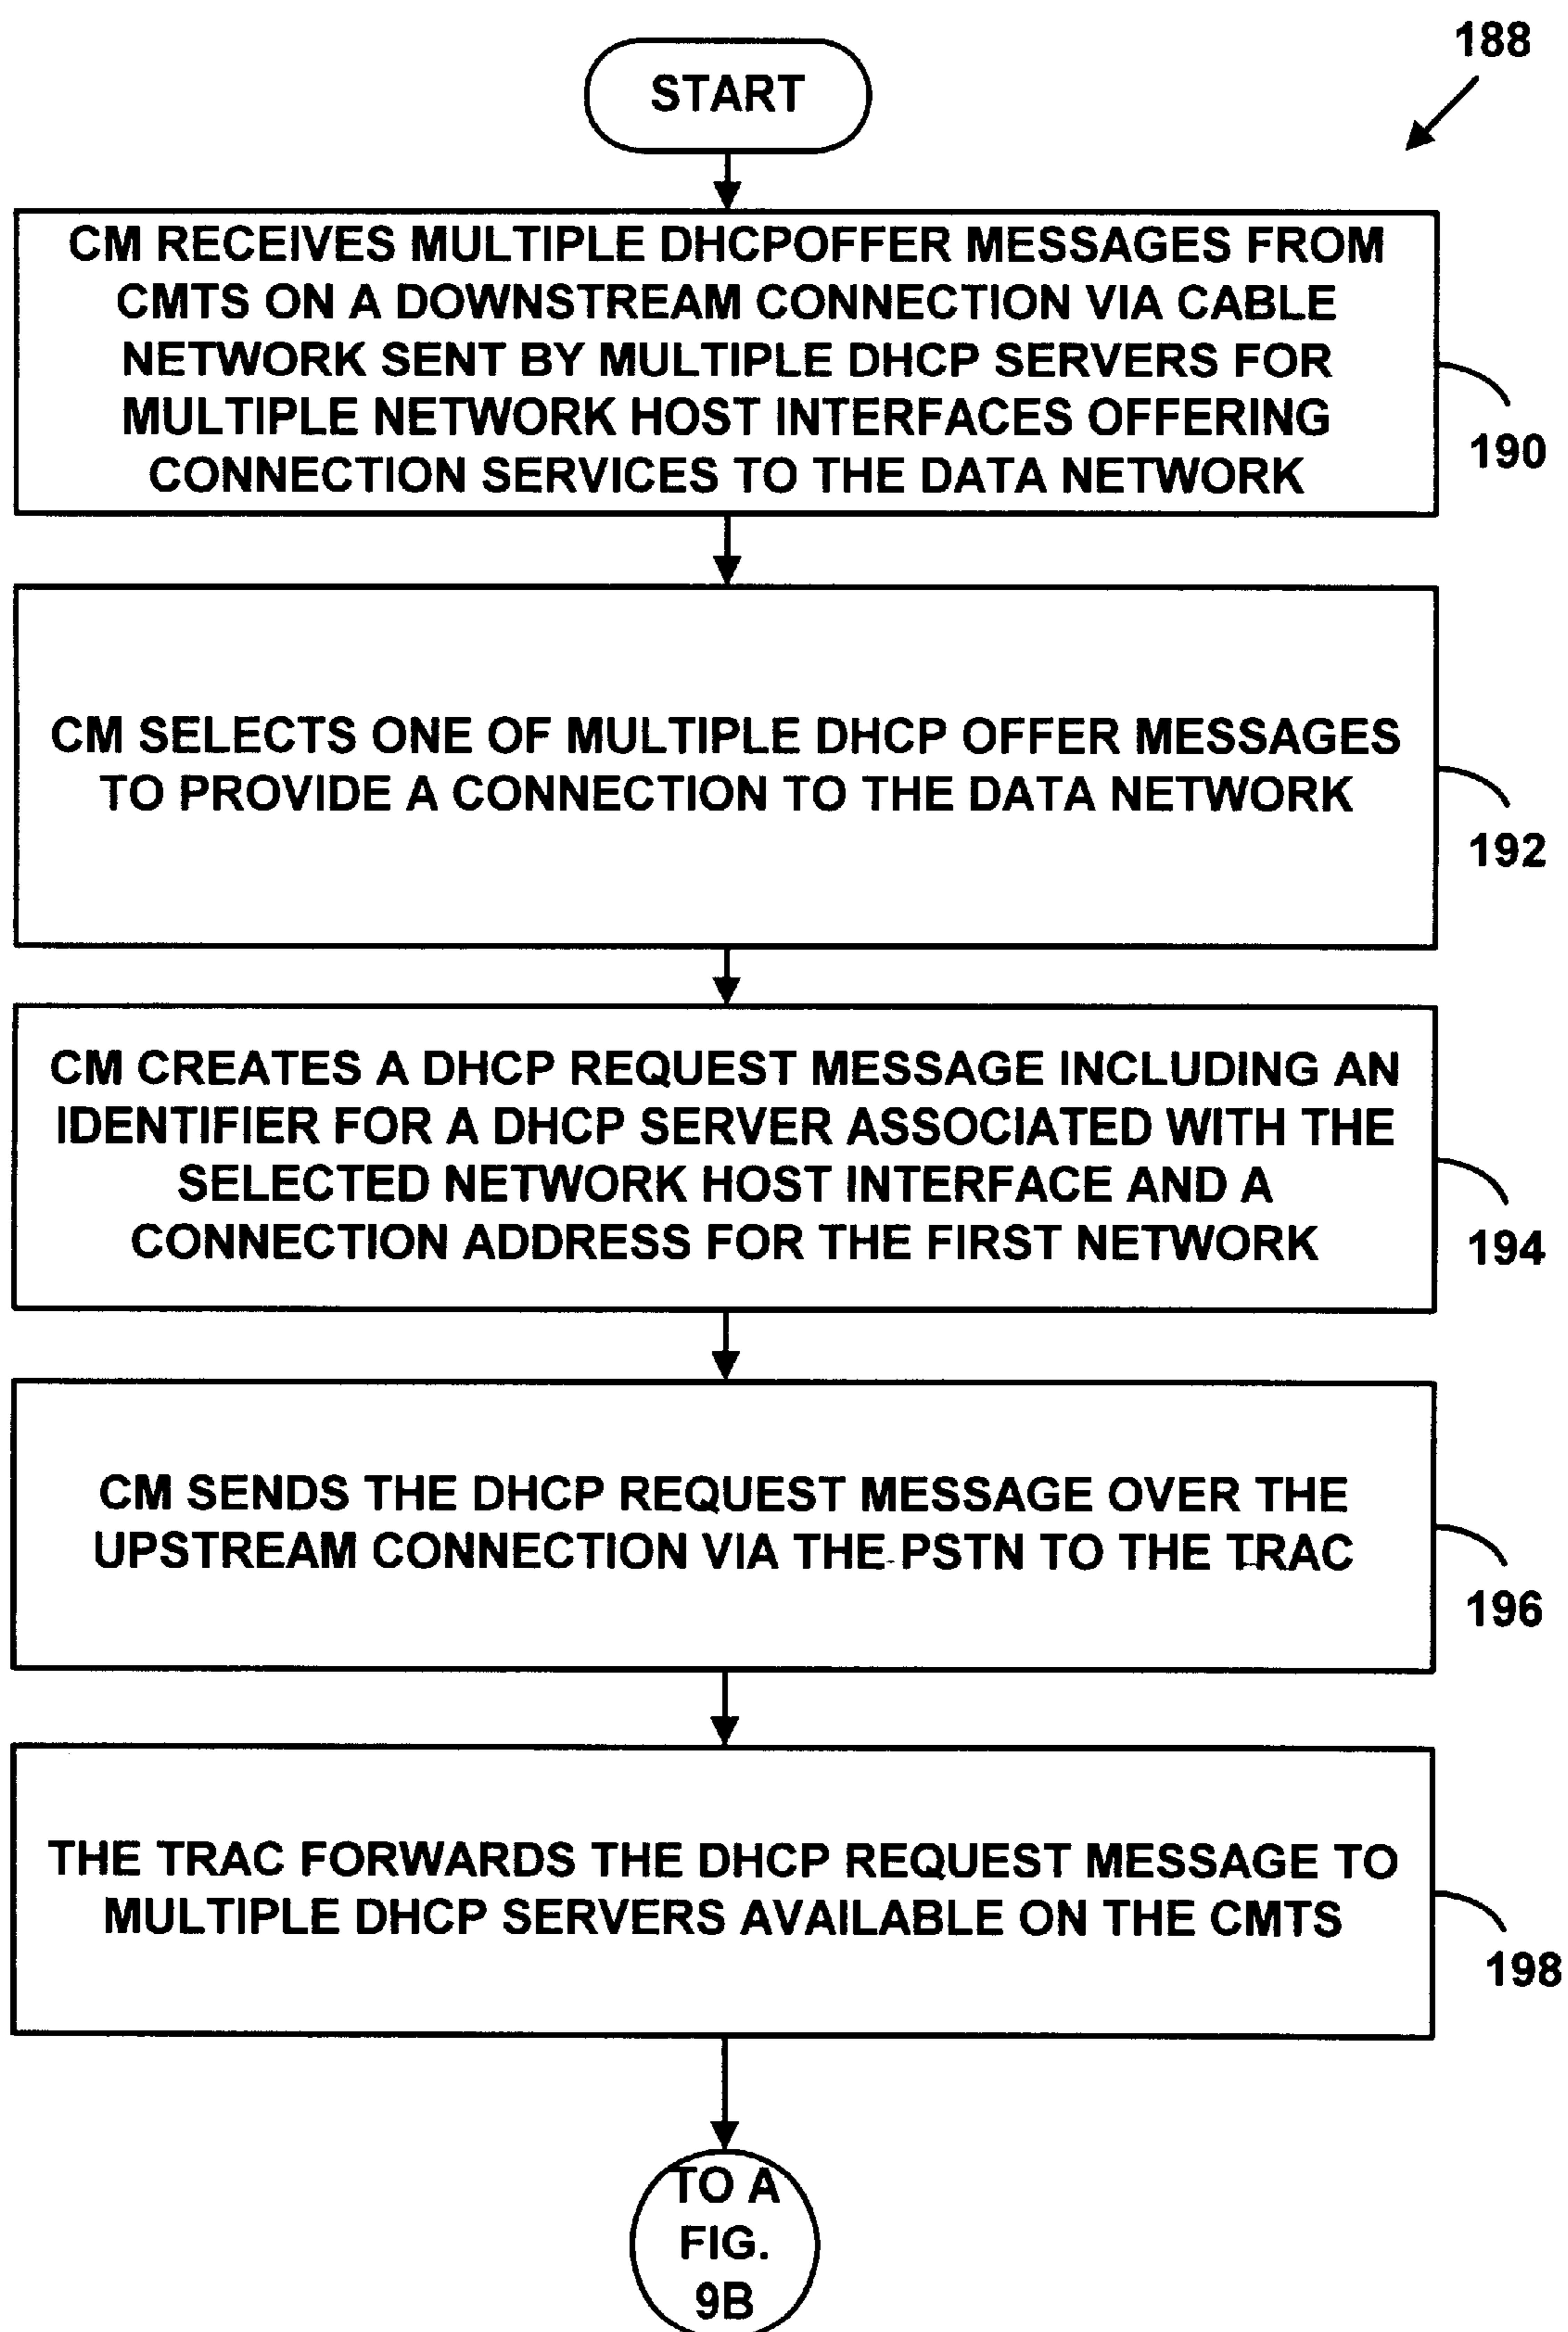 188
START
CM RECEIVES MULTIPLE DHCPOFFER MESSAGES FROM
CMTS ON A DOWNSTREAM CONNECTION VIA CABLE
NETWORK SENT BY MULTIPLE DHCP SERVERS FOR
MULTIPLE NETWORK HOST INTERFACES OFFERING
CONNECTION SERVICES TO THE DATA NETWORK
190
CM SELECTS ONE OF MULTIPLE DHCP OFFER MESSAGES
TO PROVIDE A CONNECTION TO THE DATA NETWORK
192
CM CREATES A DHCP REQUEST MESSAGE INCLUDING AN
IDENTIFIER FOR A DHCP SERVER ASSOCIATED WITH THE
SELECTED NETWORK HOST INTERFACE AND A
CONNECTION ADDRESS FOR THE FIRST NETWORK
194
CM SENDS THE DHCP REQUEST MESSAGE OVER THE
UPSTREAM CONNECTION VIA THE PSTN TO THE TRAC
196
THE TRAC FORWARDS THE DHCP REQUEST MESSAGE TO
MULTIPLE DHCP SERVERS AVAILABLE ON THE CMTS
198
TO A
FIG.
9B